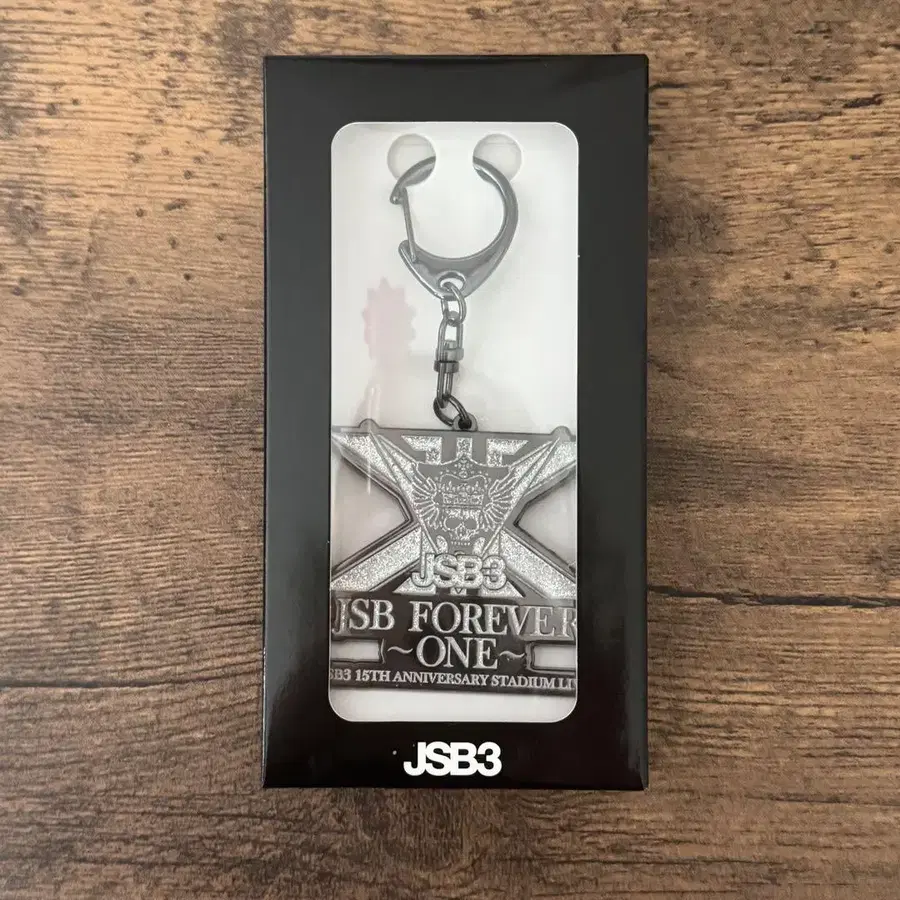 JSB3
JSB FOREVER
~ONE~
SB3 15TH ANNIVERSARY STADIUM LI
JSB3